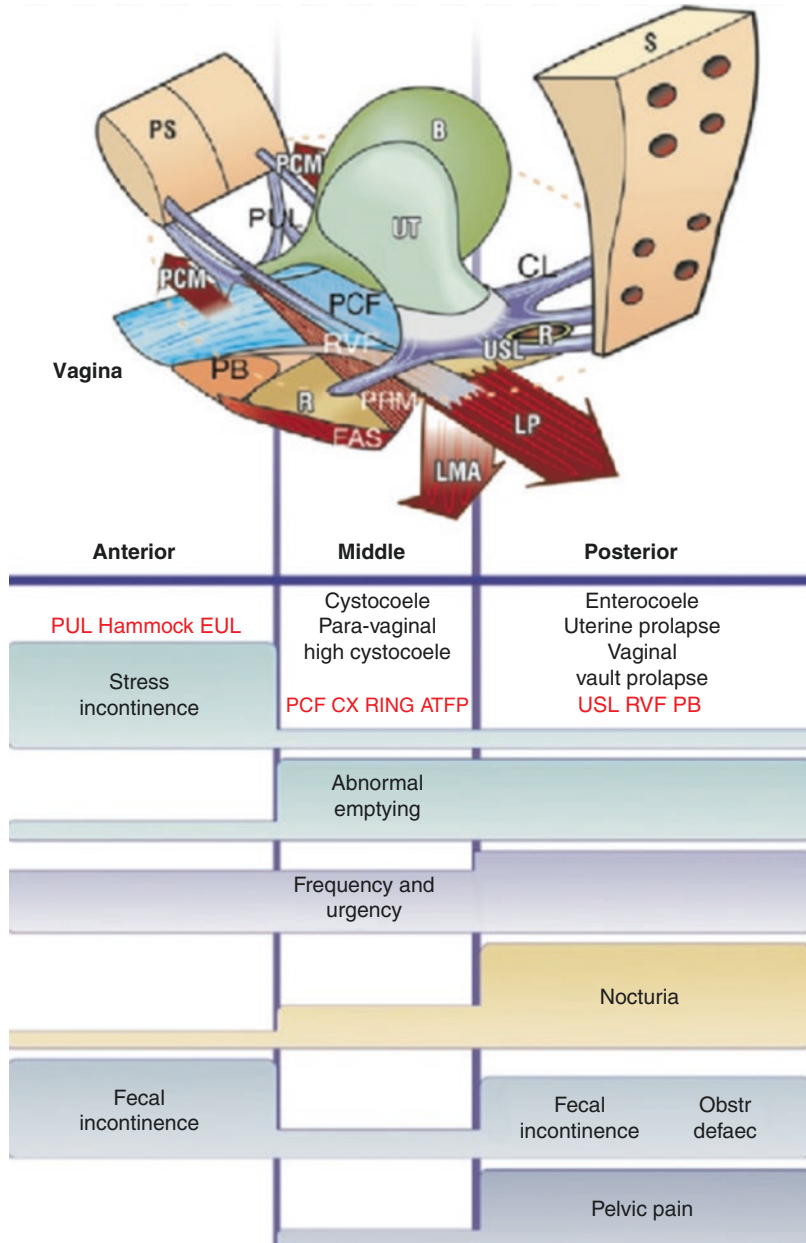 S
PS
B
PCM
PUL
UT
CL
PCM
PCF
RVF
R
USL
Vagina
PB
R
PRM
LP
EAS
LMA
Anterior
Middle
Posterior
PUL Hammock EUL
Cystocoele
Para-vaginal
high cystocoele
PCF CX RING ATFP
Enterocoele
Uterine prolapse
Vaginal
vault prolapse
USL RVF PB
Stress
incontinence
Abnormal
emptying
Frequency and
urgency
Nocturia
Fecal
incontinence
Fecal
incontinence
Obstr
defaec
Pelvic pain